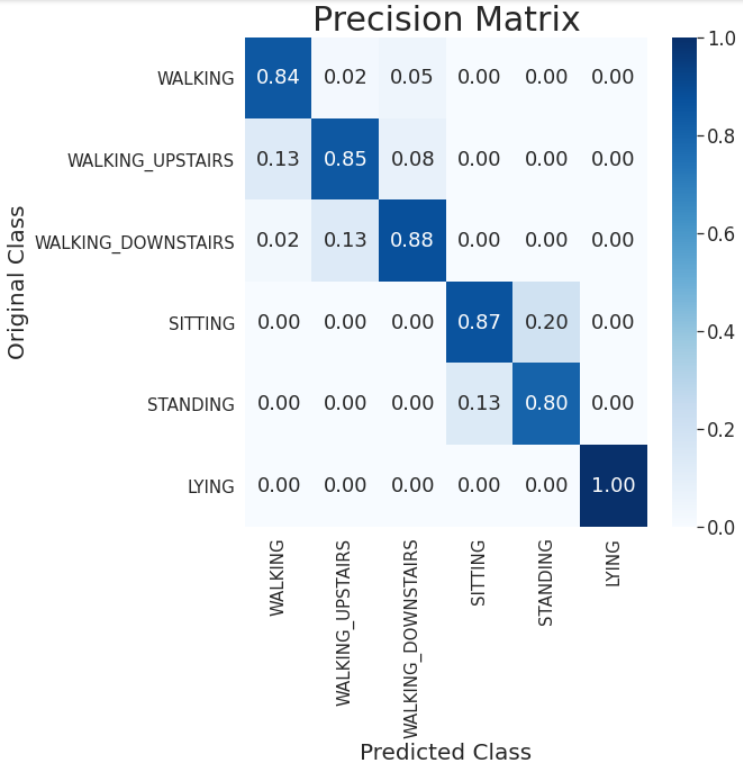 Precision Matrix
WALKING 0.84 0.02 0.05 0.00 0.00 0.00
WALKING_UPSTAIRS 0.13 0.85 0.08 0.00 0.00 0.00
WALKING_DOWNSTAIRS 0.02 0.13 0.88 0.00 0.00 0.00
SITTING 0.00 0.00 0.00 0.87 0.20 0.00
STANDING 0.00 0.00 0.00 0.13 0.80 0.00
LYING 0.00 0.00 0.00 0.00 0.00 1.00
Original Class
WALKING
WALKING_UPSTAIRS
WALKING_DOWNSTAIRS
SITTING
STANDING
LYING
Predicted Class
1.0
0.8
0.6
0.4
0.2
0.0